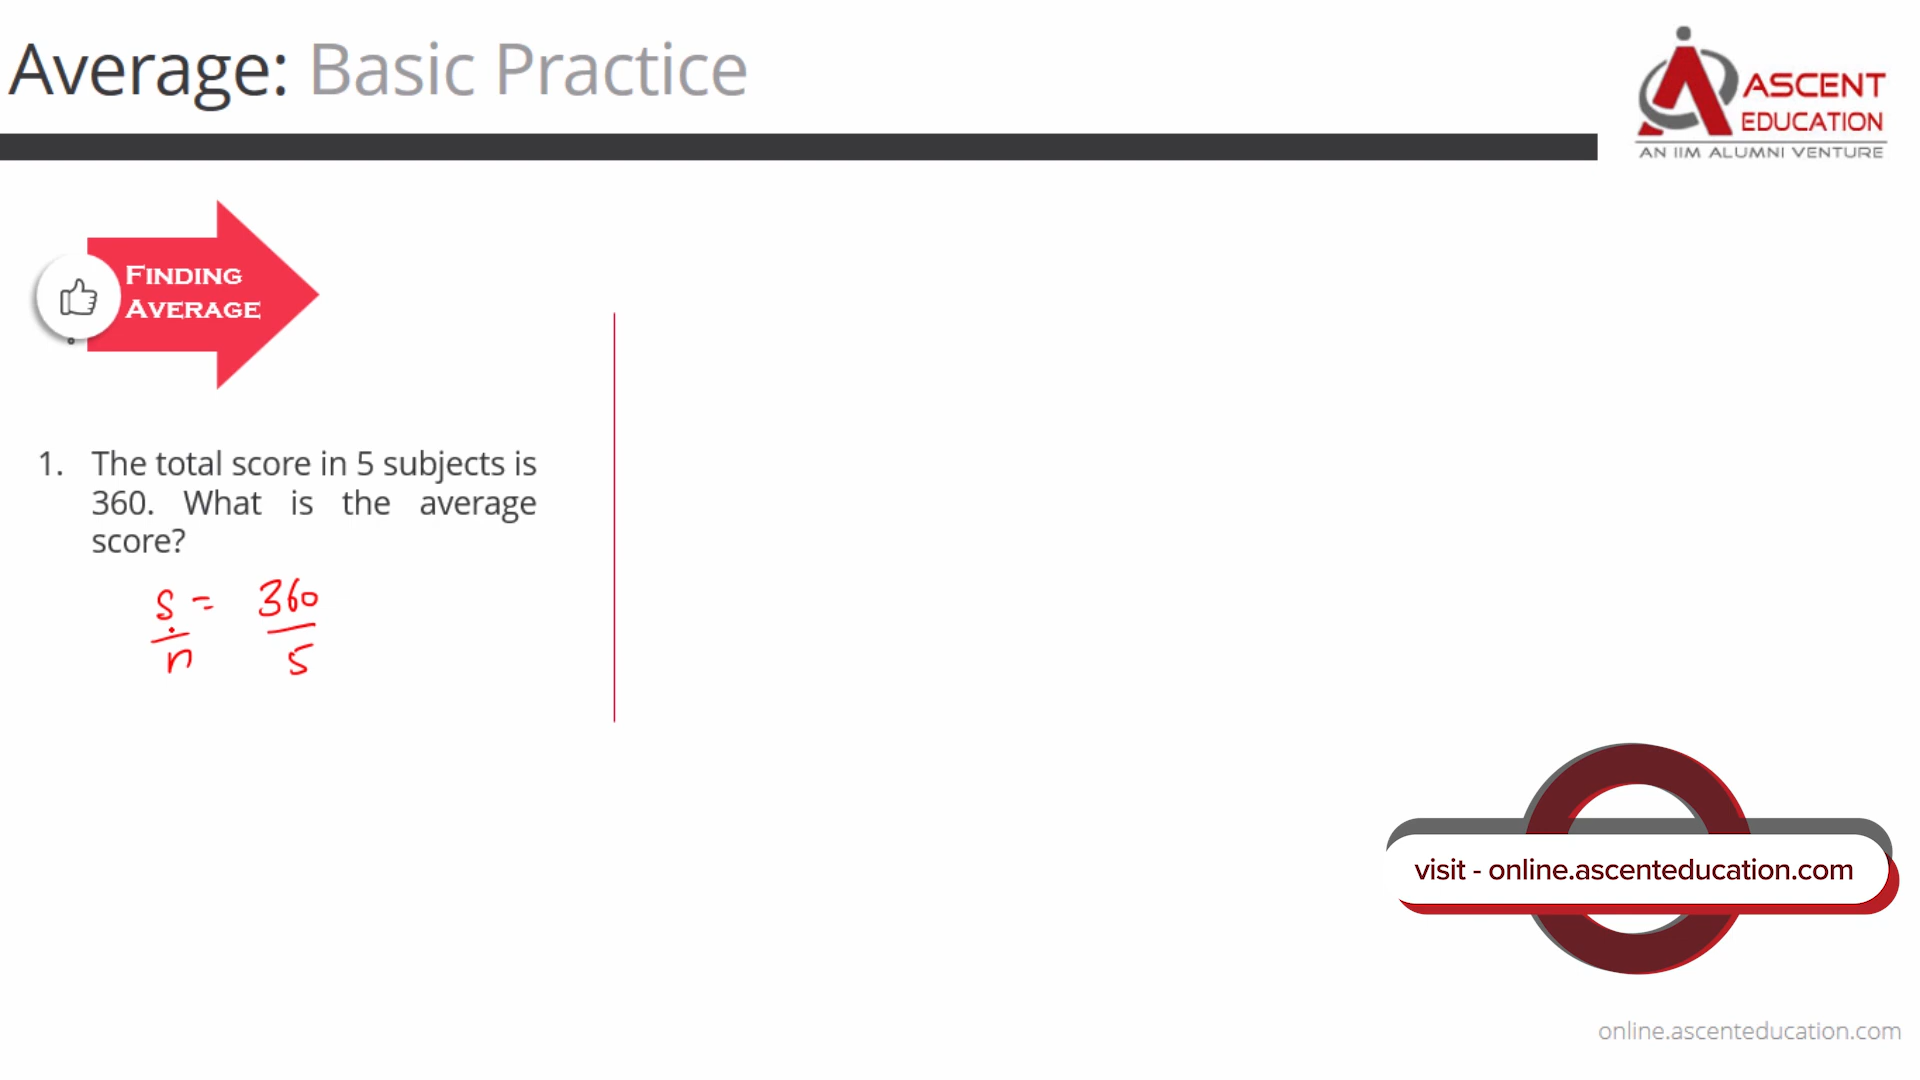 Average: Basic Practice
ASCENT
EDUCATION
AN IIM ALUMNI VENTURE
FINDING
AVERAGE
1. The total score in 5 subjects is
360. What is the average
score?
s = 360
n 5
visit - online.ascenteducation.com
online.ascenteducation.com